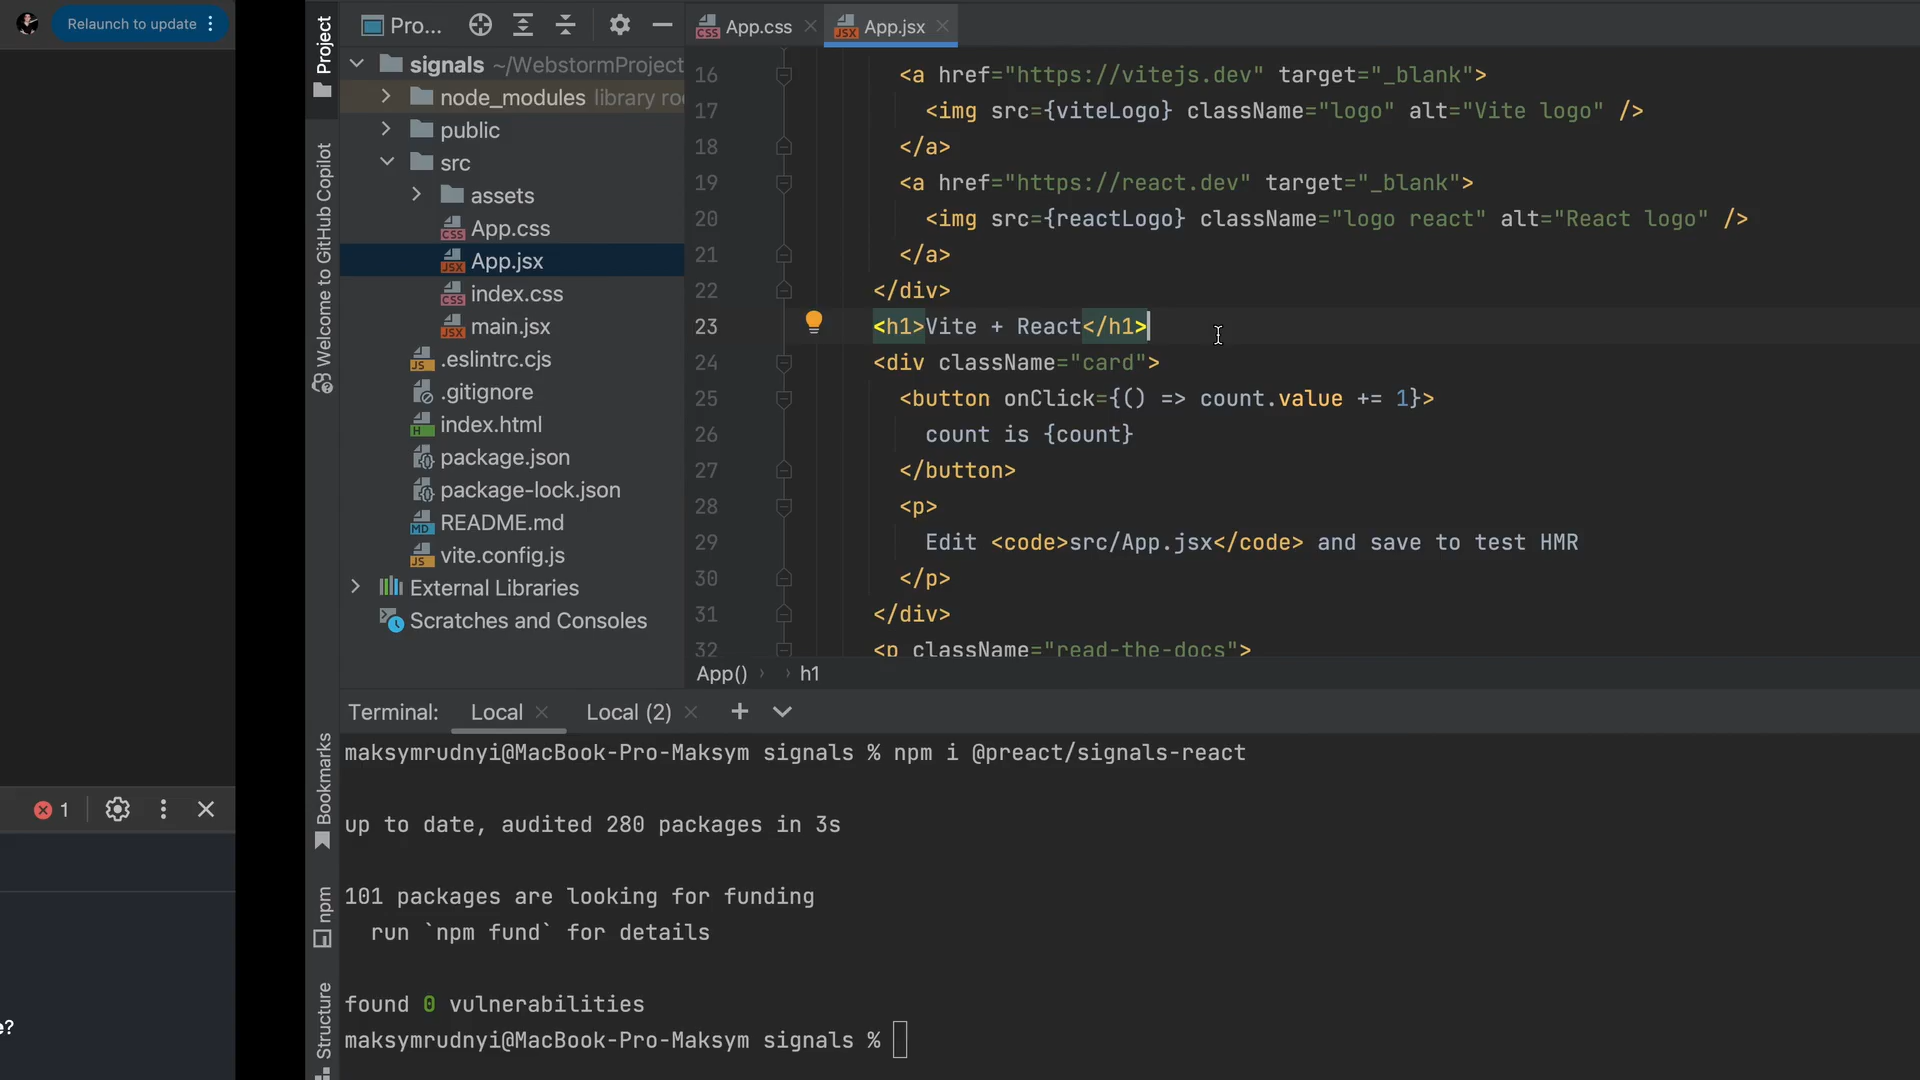 Relaunch to update
1
e?
Project
Welcome to GitHub Copilot
Bookmarks
npm
Structure
Pro...
signals ~/WebstormProject
node_modules library roo
public
src
assets
App.css
App.jsx
index.css
main.jsx
.eslintrc.cjs
.gitignore
index.html
package.json
package-lock.json
README.md
vite.config.js
External Libraries
Scratches and Consoles
App.css
App.jsx
16 <a href="https://vitejs.dev" target="_blank">
17 <img src={viteLogo} className="logo" alt="Vite logo" />
18 </a>
19 <a href="https://react.dev" target="_blank">
20 <img src={reactLogo} className="logo react" alt="React logo" />
21 </a>
22 </div>
23 <h1>Vite + React</h1>
24 <div className="card">
25 <button onClick={() => count.value += 1}>
26 count is {count}
27 </button>
28 <p>
29 Edit <code>src/App.jsx</code> and save to test HMR
30 </p>
31 </div>
32 <p className="read-the-docs">
App() › › h1
Terminal: Local Local (2)
maksymrudnyi@MacBook-Pro-Maksym signals % npm i @preact/signals-react
up to date, audited 280 packages in 3s
101 packages are looking for funding
run `npm fund` for details
found 0 vulnerabilities
maksymrudnyi@MacBook-Pro-Maksym signals %